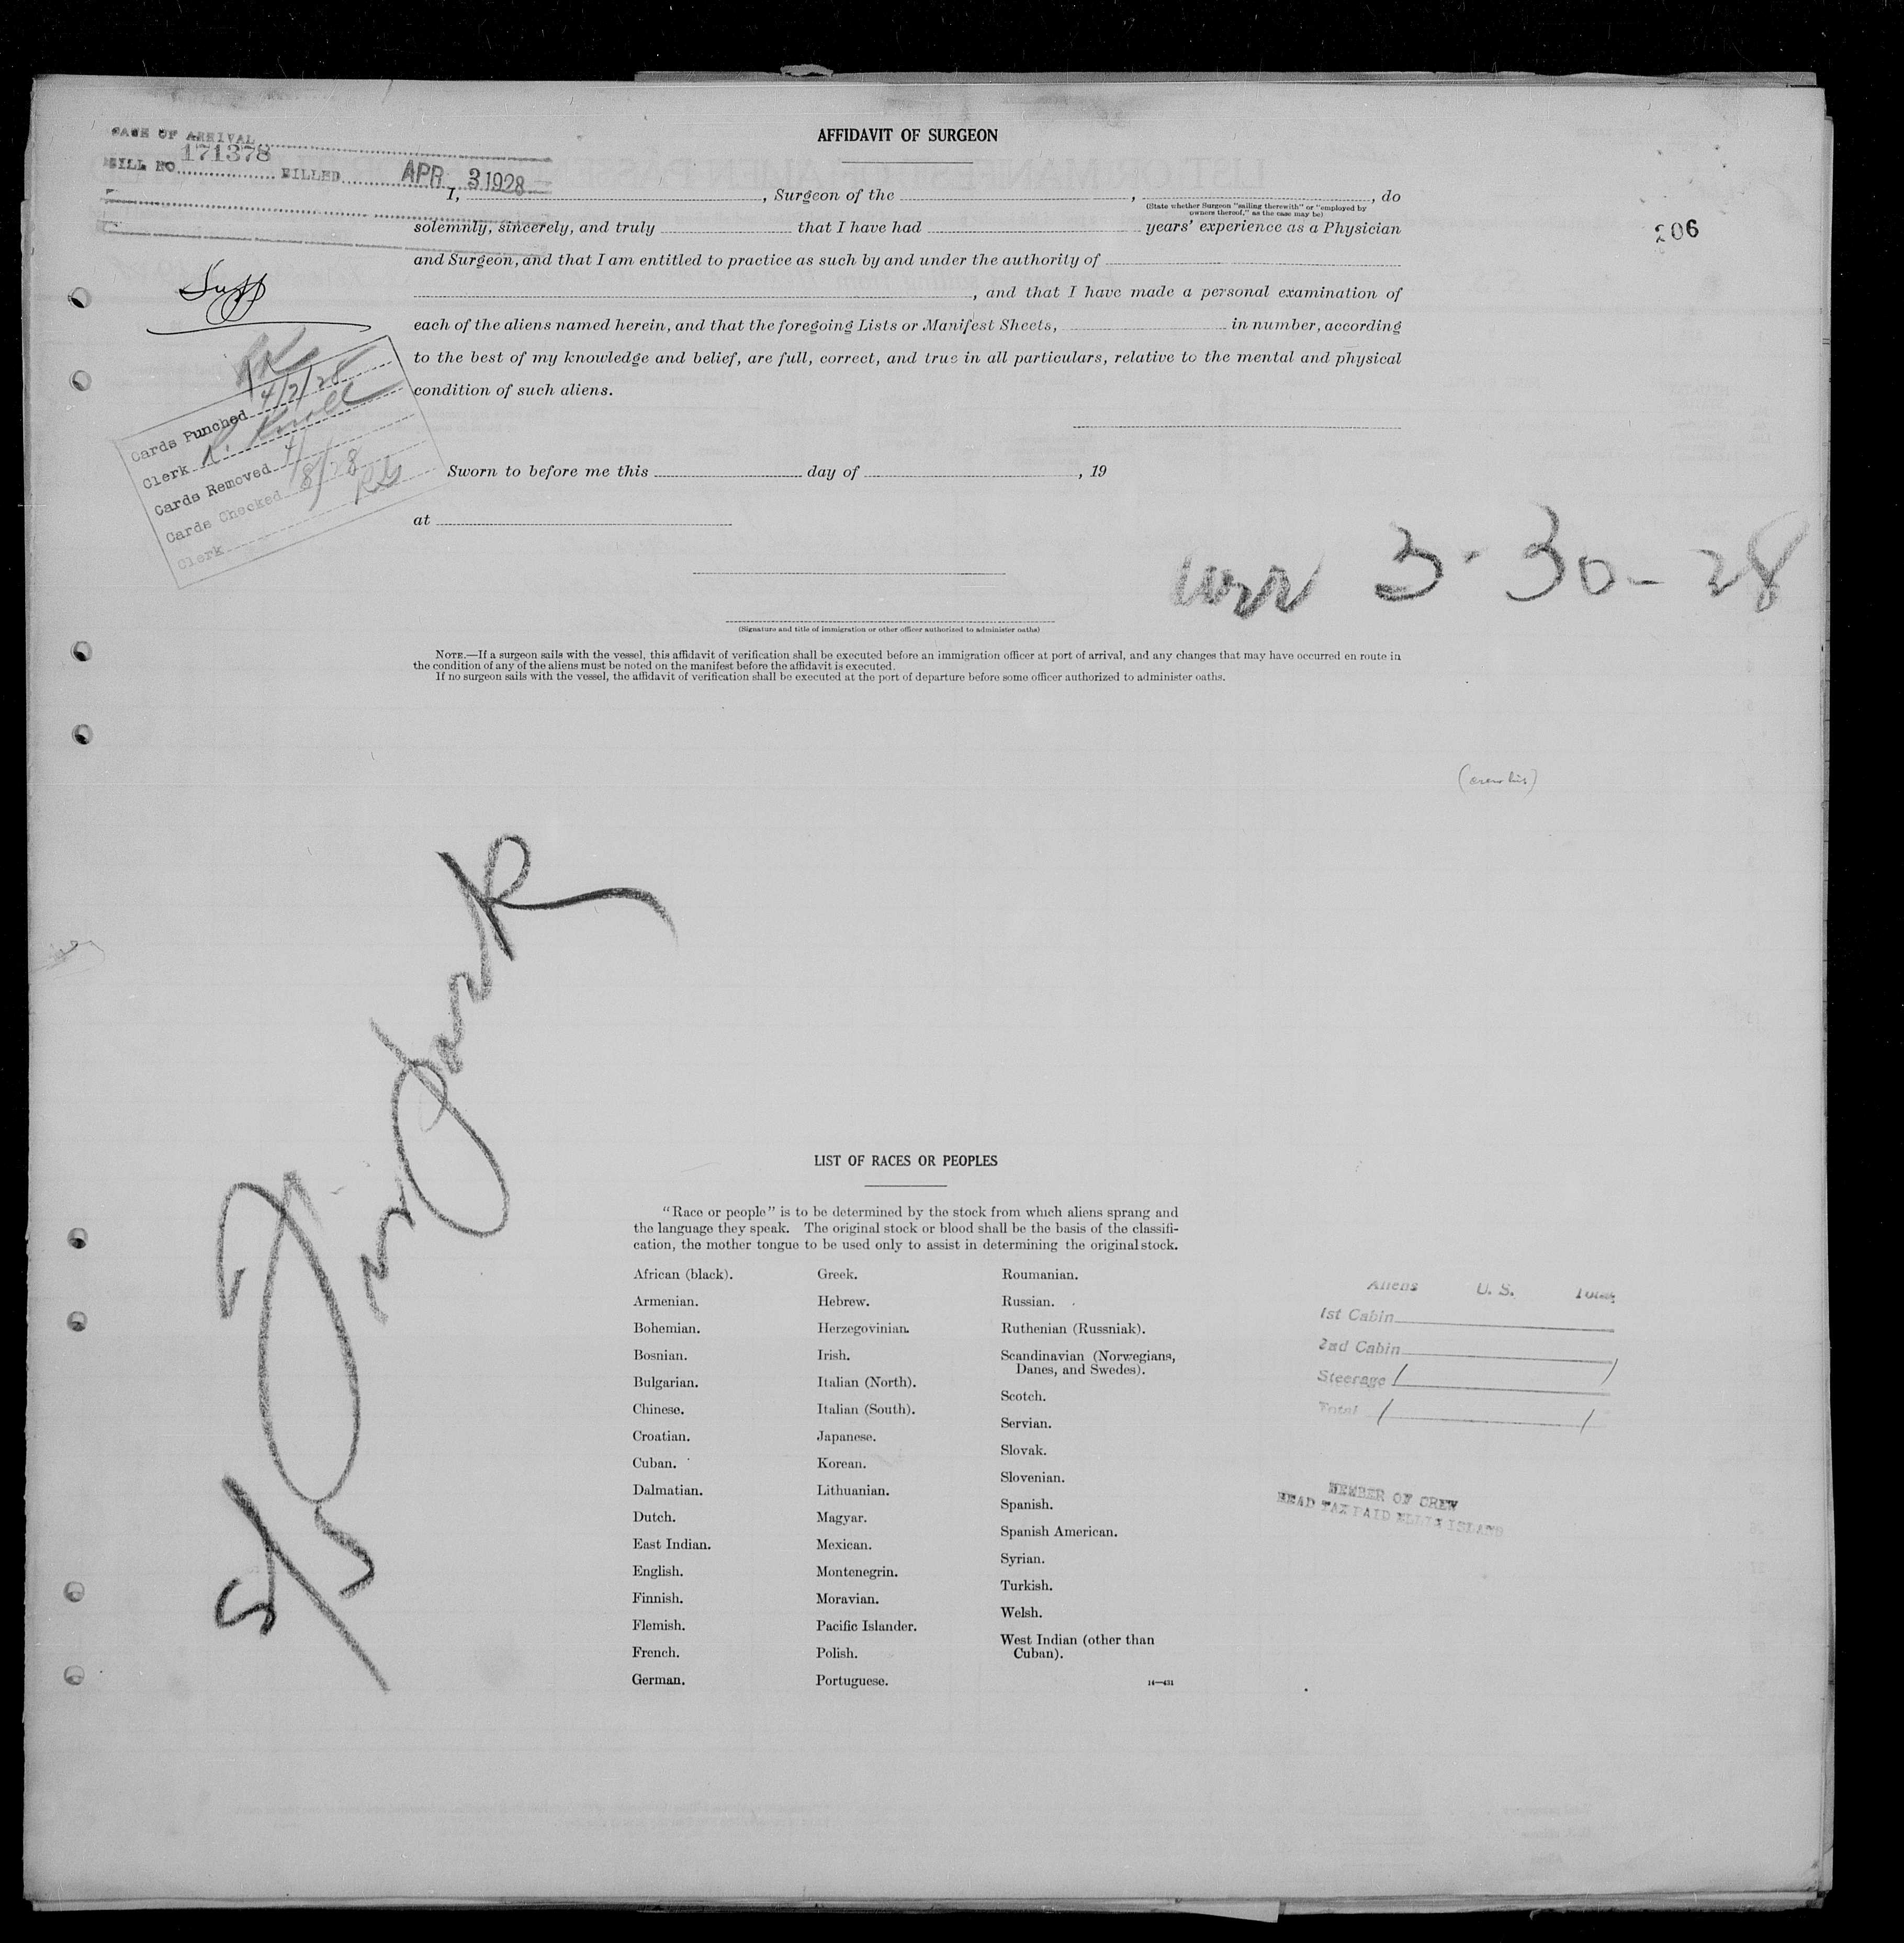 AFFIDAVIT OF SURGEON
OF ARRIVAL
BILL NO. 171378 BILLED APR 3 1928
I, , Surgeon of the , , do
(State whether Surgeon "sailing therewith" or "employed by owners thereof," as the case may be)
solemnly, sincerely, and truly that I have had years' experience as a Physician
206
and Surgeon, and that I am entitled to practice as such by and under the authority of
, and that I have made a personal examination of
each of the aliens named herein, and that the foregoing Lists or Manifest Sheets, in number, according
to the best of my knowledge and belief, are full, correct, and true in all particulars, relative to the mental and physical
condition of such aliens.
Supp
Cards Punched 4/2/28
Clerk
Cards Removed 4/
Cards Checked 8/28
Clerk
Sworn to before me this day of , 19
at
3-30-28
(Signature and title of immigration or other officer authorized to administer oaths)
NOTE.—If a surgeon sails with the vessel, this affidavit of verification shall be executed before an immigration officer at port of arrival, and any changes that may have occurred en route in
the condition of any of the aliens must be noted on the manifest before the affidavit is executed.
If no surgeon sails with the vessel, the affidavit of verification shall be executed at the port of departure before some officer authorized to administer oaths.
S/S
LIST OF RACES OR PEOPLES
"Race or people" is to be determined by the stock from which aliens sprang and
the language they speak. The original stock or blood shall be the basis of the classifi-
cation, the mother tongue to be used only to assist in determining the original stock.
African (black).
Armenian.
Bohemian.
Bosnian.
Bulgarian.
Chinese.
Croatian.
Cuban.
Dalmatian.
Dutch.
East Indian.
English.
Finnish.
Flemish.
French.
German.
Greek.
Hebrew.
Herzegovinian.
Irish.
Italian (North).
Italian (South).
Japanese.
Korean.
Lithuanian.
Magyar.
Mexican.
Montenegrin.
Moravian.
Pacific Islander.
Polish.
Portuguese.
Roumanian.
Russian.
Ruthenian (Russniak).
Scandinavian (Norwegians,
Danes, and Swedes).
Scotch.
Servian.
Slovak.
Slovenian.
Spanish.
Spanish American.
Syrian.
Turkish.
Welsh.
West Indian (other than
Cuban).
14—431
Aliens U. S. Total
1st Cabin
2nd Cabin
Steerage 1 1
Total 1 1
MEMBER OF CREW
HEAD TAX PAID ELLIS ISLAND